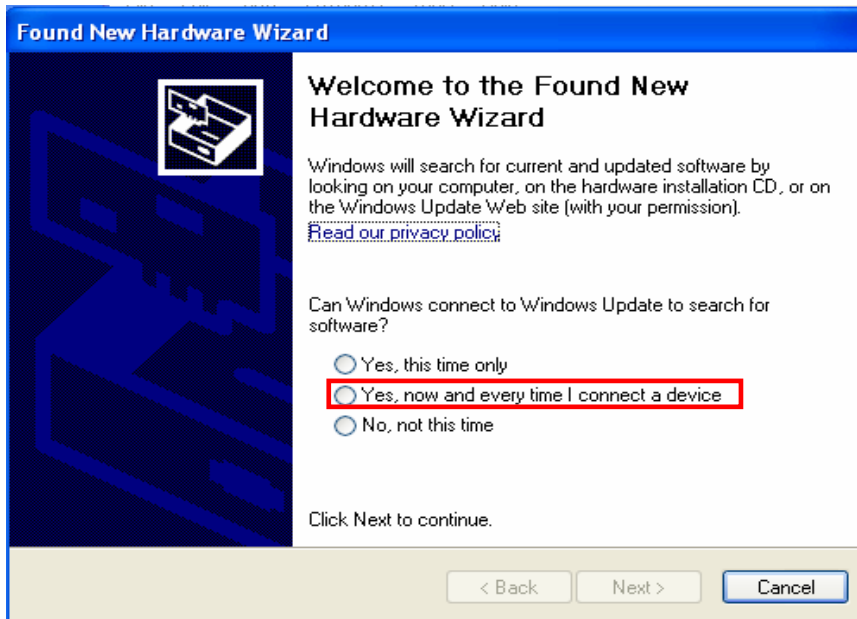 Found New Hardware Wizard
Welcome to the Found New
Hardware Wizard
Windows will search for current and updated software by
looking on your computer, on the hardware installation CD, or on
the Windows Update Web site (with your permission).
Read our privacy policy
Can Windows connect to Windows Update to search for
software?
Yes, this time only
Yes, now and every time I connect a device
No, not this time
Click Next to continue.
< Back
Next >
Cancel